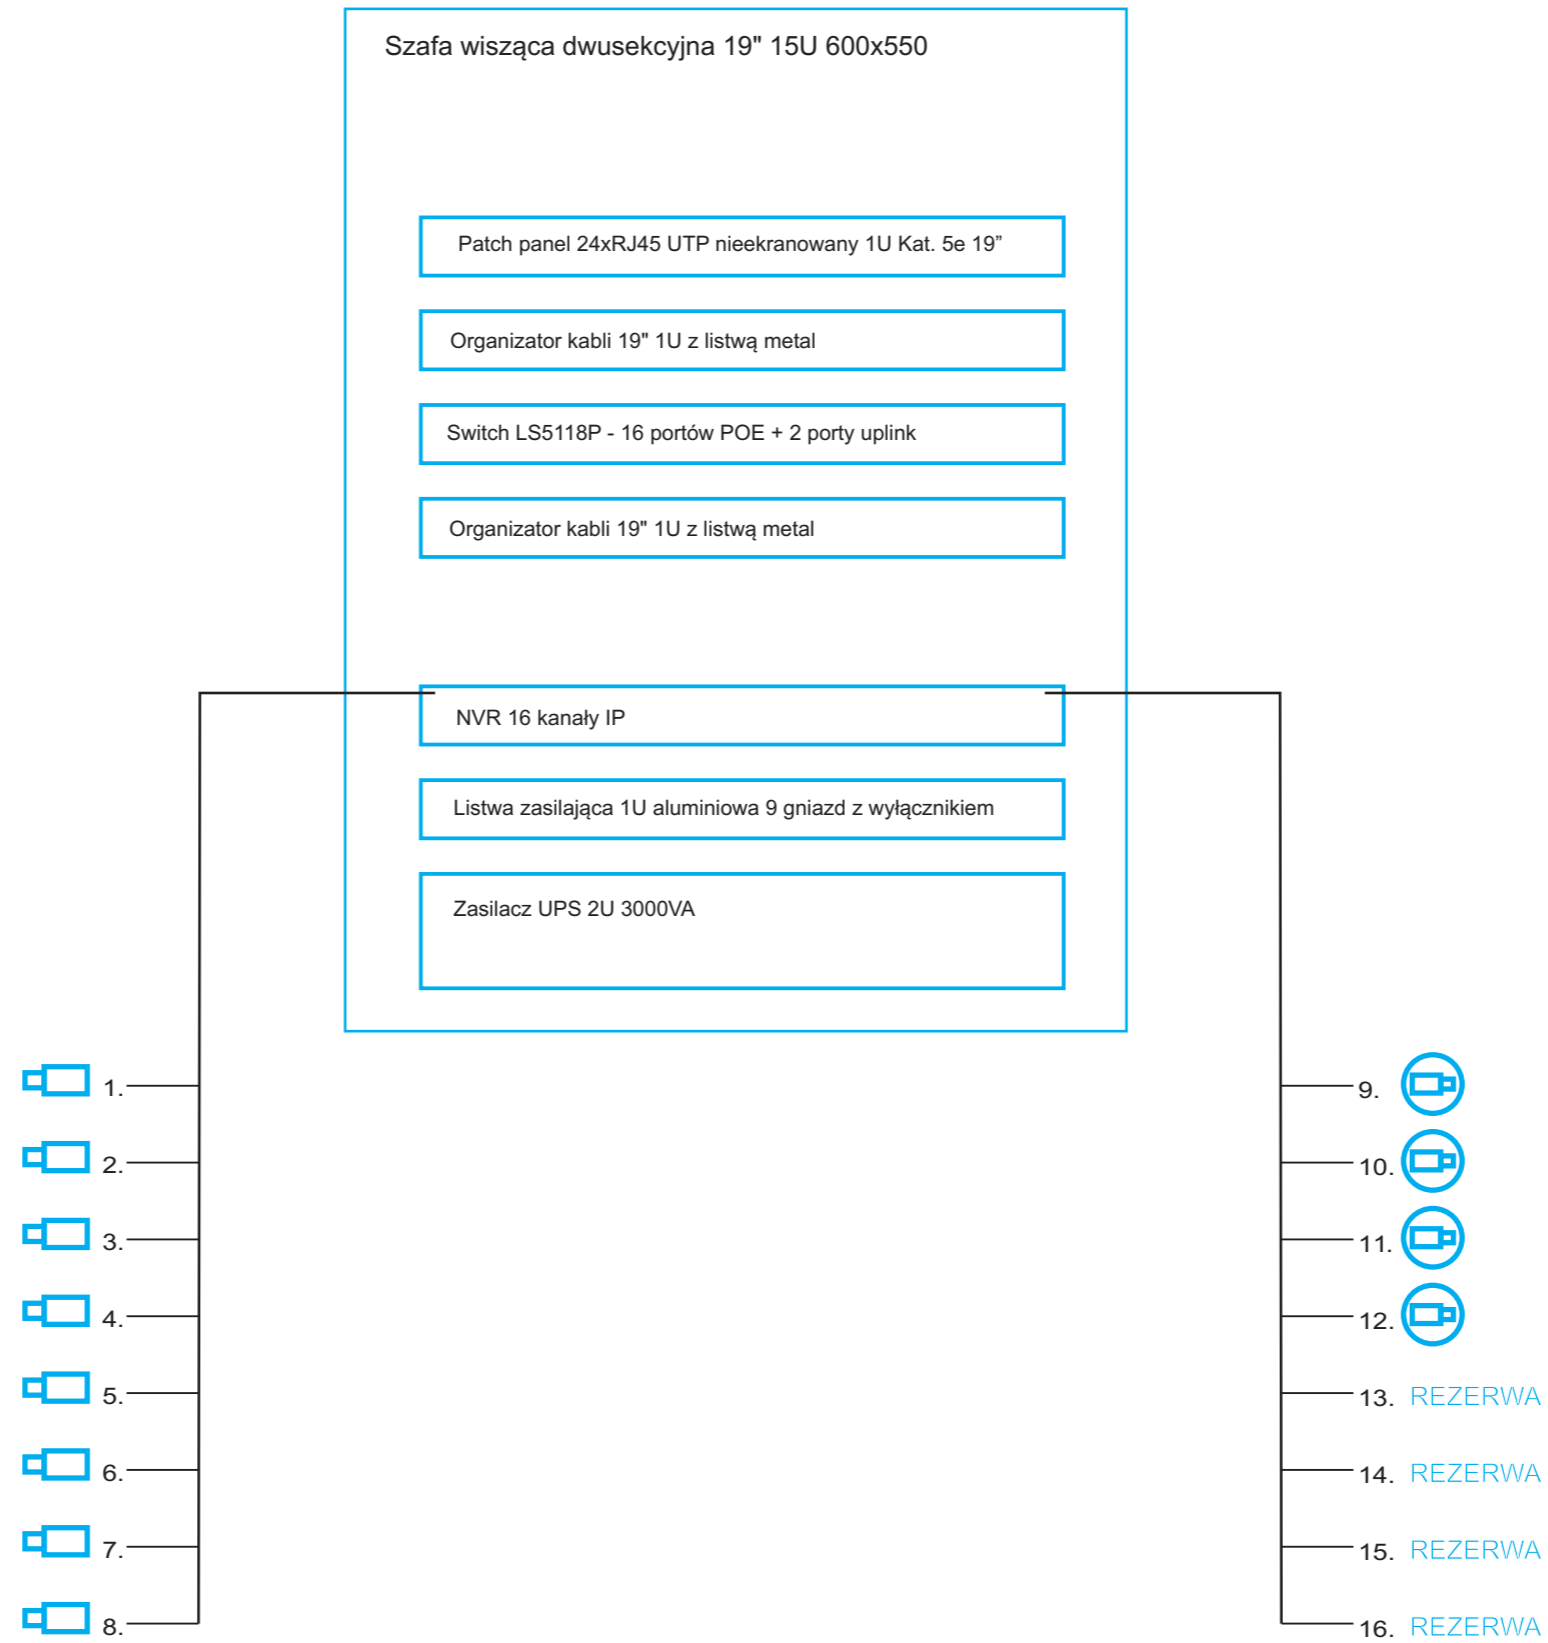 Szafa wisząca dwusekcyjna 19" 15U 600x550
Patch panel 24xRJ45 UTP nieekranowany 1U Kat. 5e 19”
Organizator kabli 19" 1U z listwą metal
Switch LS5118P - 16 portów POE + 2 porty uplink
Organizator kabli 19" 1U z listwą metal
NVR 16 kanały IP
Listwa zasilająca 1U aluminiowa 9 gniazd z wyłącznikiem
Zasilacz UPS 2U 3000VA
1.
2.
3.
4.
5.
6.
7.
8.
9.
10.
11.
12.
13. REZERWA
14. REZERWA
15. REZERWA
16. REZERWA